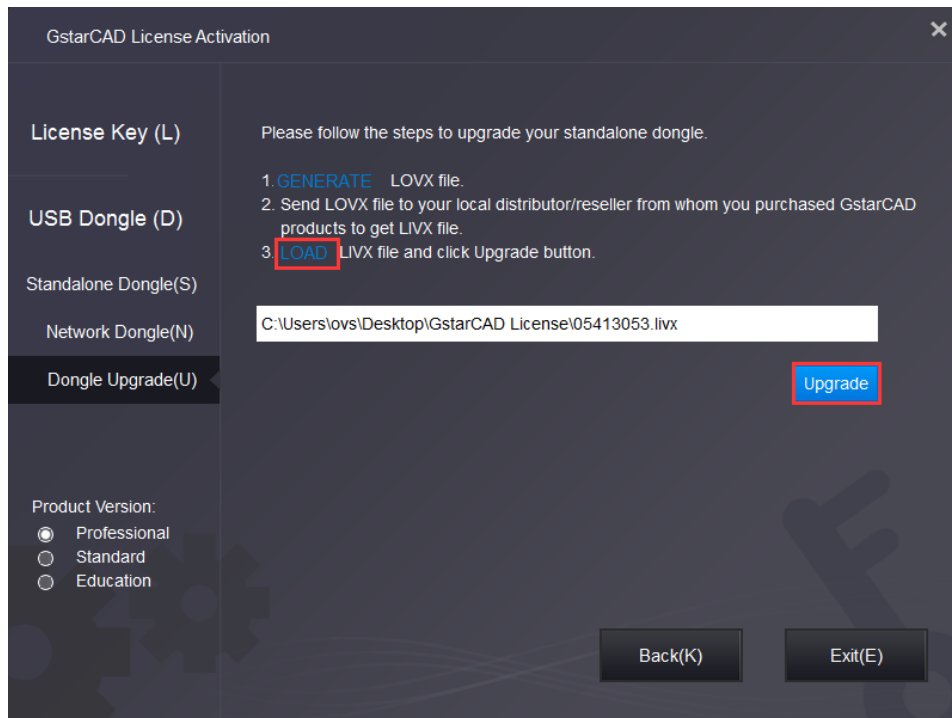 GstarCAD License Activation
License Key (L)
USB Dongle (D)
Standalone Dongle(S)
Network Dongle(N)
Dongle Upgrade(U)
Product Version:
Professional
Standard
Education
Please follow the steps to upgrade your standalone dongle.
1. GENERATE LOVX file.
2. Send LOVX file to your local distributor/reseller from whom you purchased GstarCAD
products to get LIVX file.
3. LOAD LIVX file and click Upgrade button.
C:\Users\ovs\Desktop\GstarCAD License\05413053.livx
Upgrade
Back(K)
Exit(E)